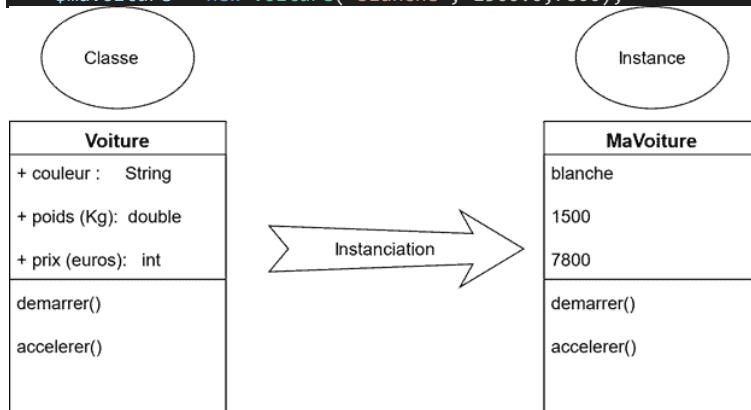 Classe
Instance
Voiture
+ couleur : String
+ poids (Kg): double
+ prix (euros): int
demarrer()
accelerer()
Instanciation
MaVoiture
blanche
1500
7800
demarrer()
accelerer()